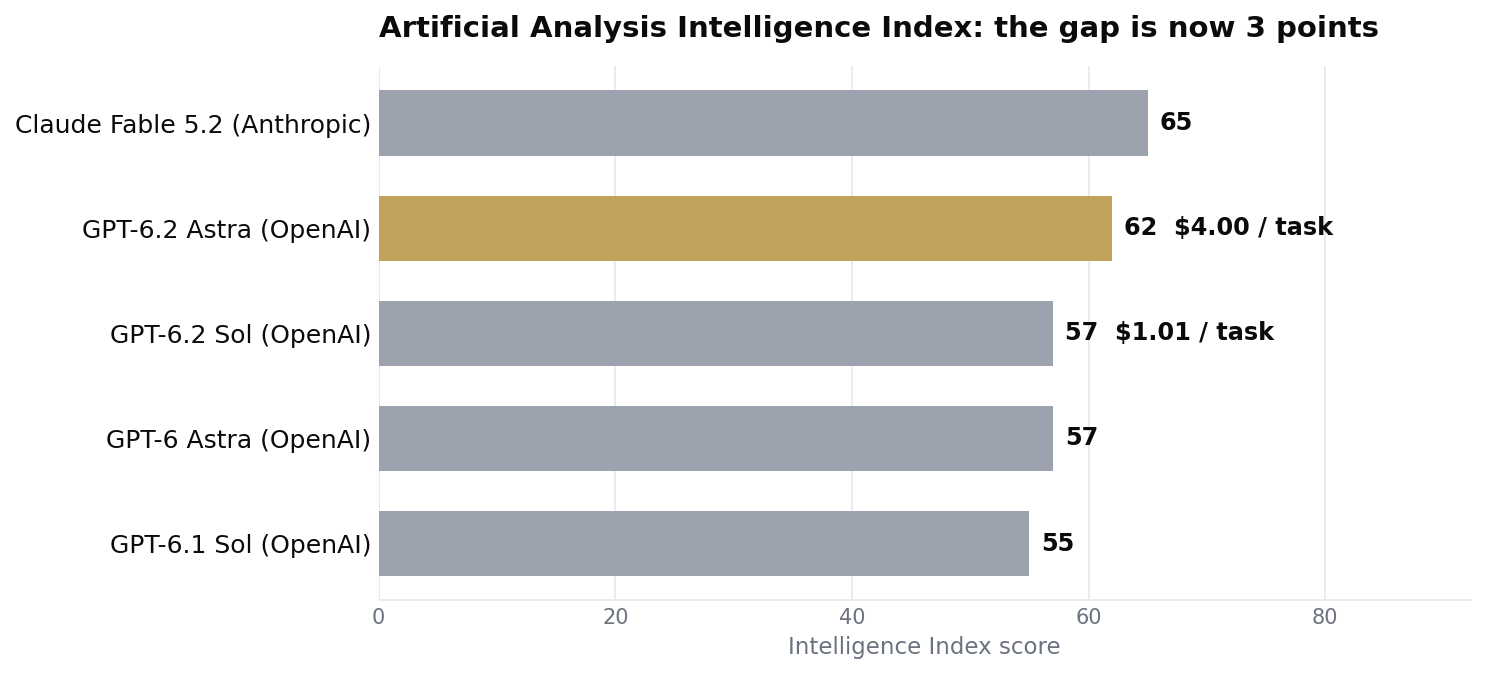 Artificial Analysis Intelligence Index: the gap is now 3 points
Claude Fable 5.2 (Anthropic)
65
GPT-6.2 Astra (OpenAI)
62 $4.00 / task
GPT-6.2 Sol (OpenAI)
57 $1.01 / task
GPT-6 Astra (OpenAI)
57
GPT-6.1 Sol (OpenAI)
55
0 20 40 60 80
Intelligence Index score